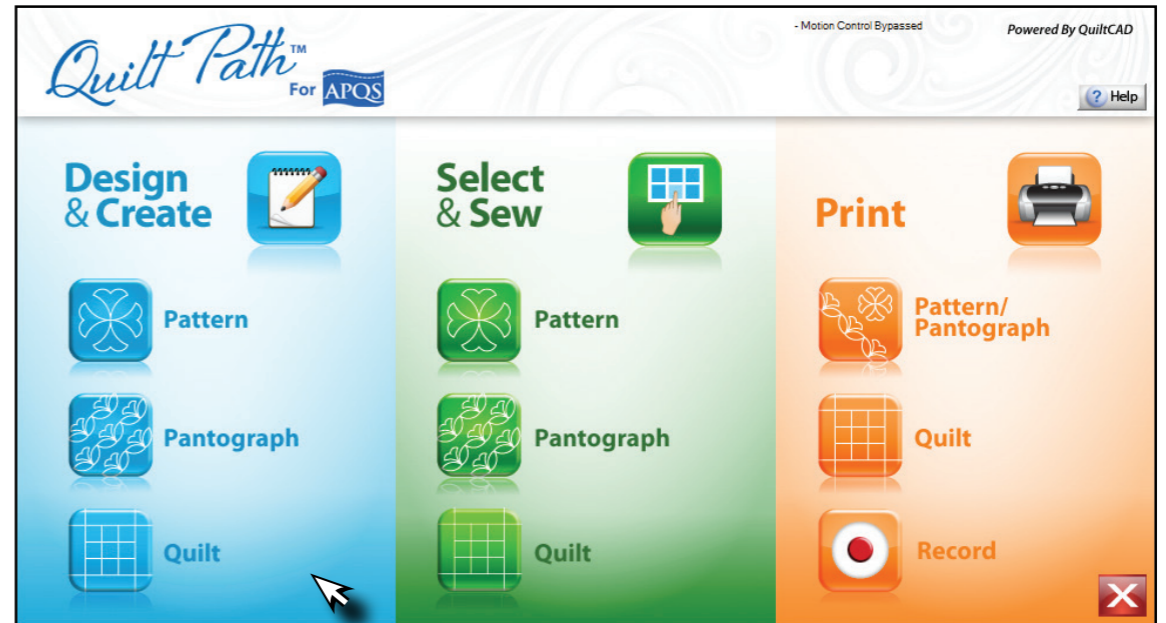 Quilt Path™
For APQS
- Motion Control Bypassed
Powered By QuiltCAD
? Help
Design
& Create
Pattern
Pantograph
Quilt
Select
& Sew
Pattern
Pantograph
Quilt
Print
Pattern/
Pantograph
Quilt
Record
X